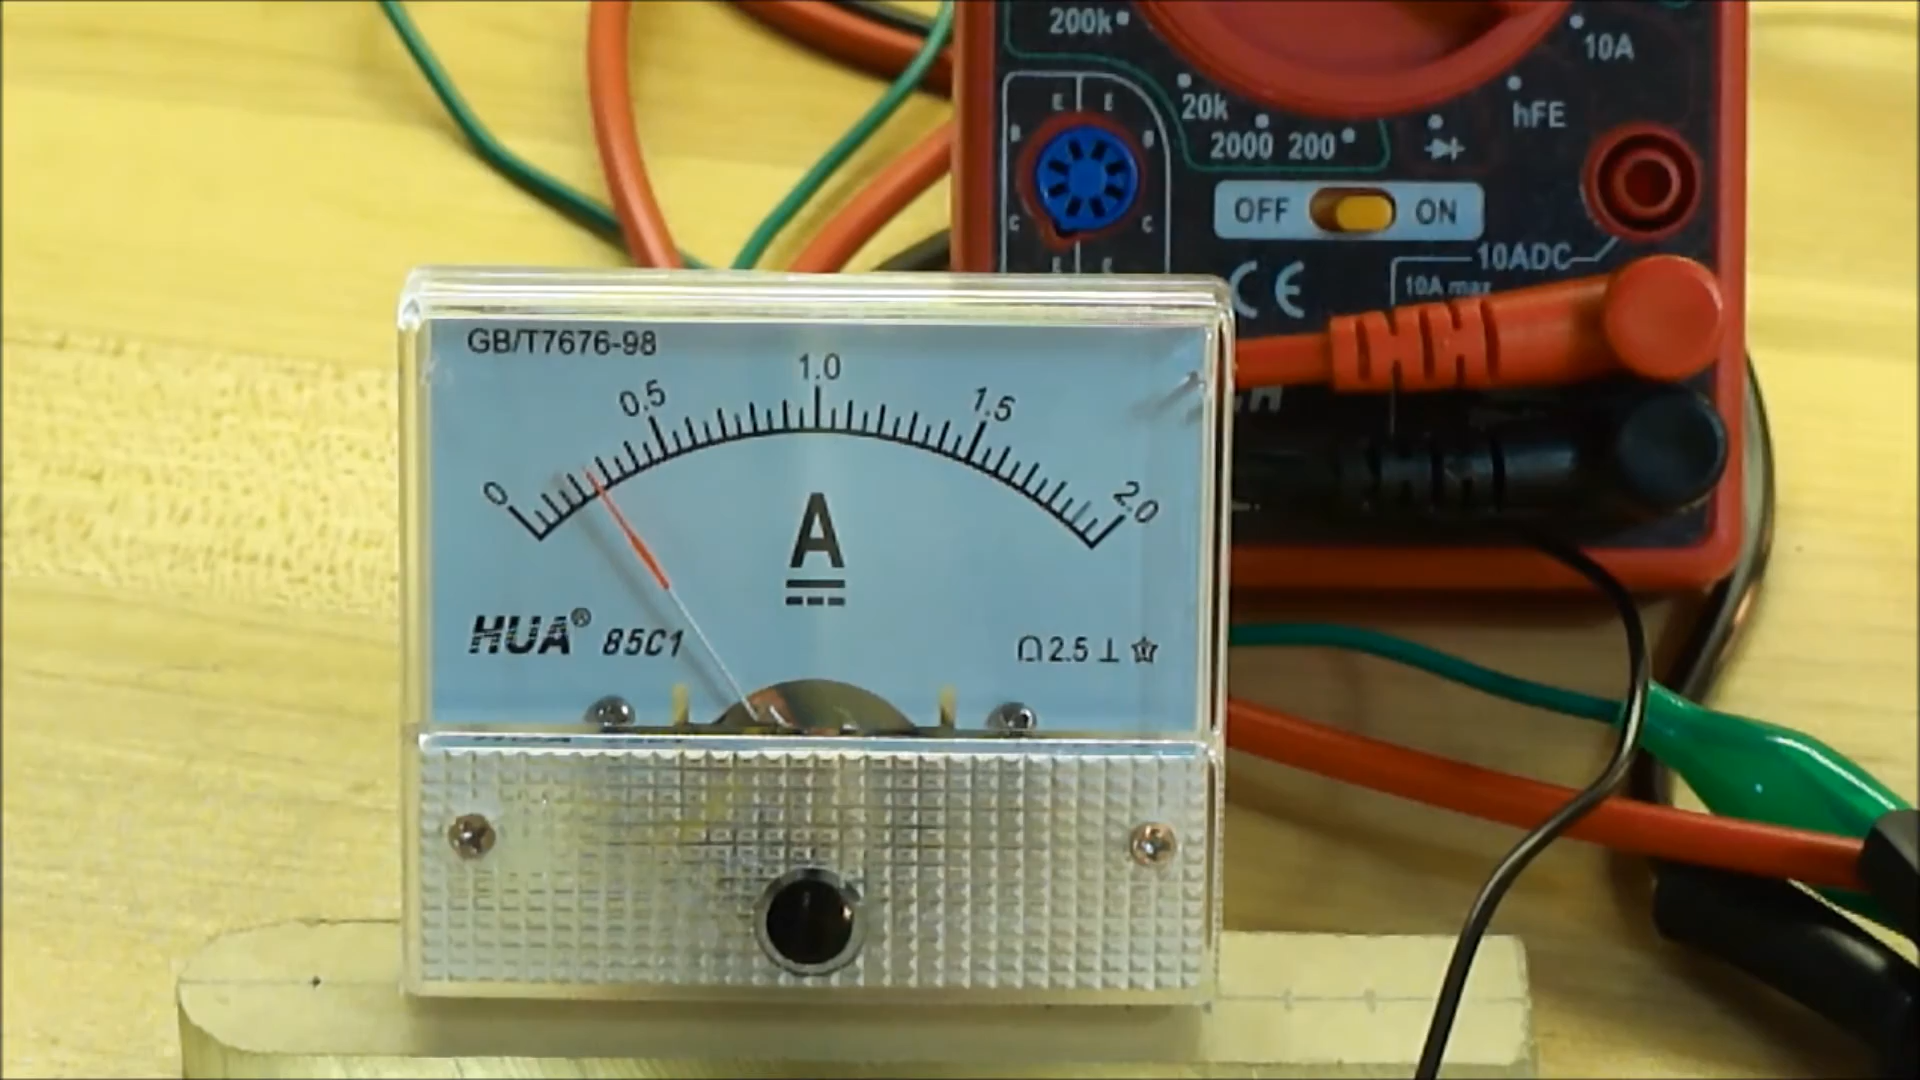 200k
10A
20k
hFE
2000 200
E E
B B
C C
E E
OFF ON
10ADC
10A max
CE
GB/T7676-98
0 0.5 1.0 1.5 2.0
A
HUA® 85C1
2.5